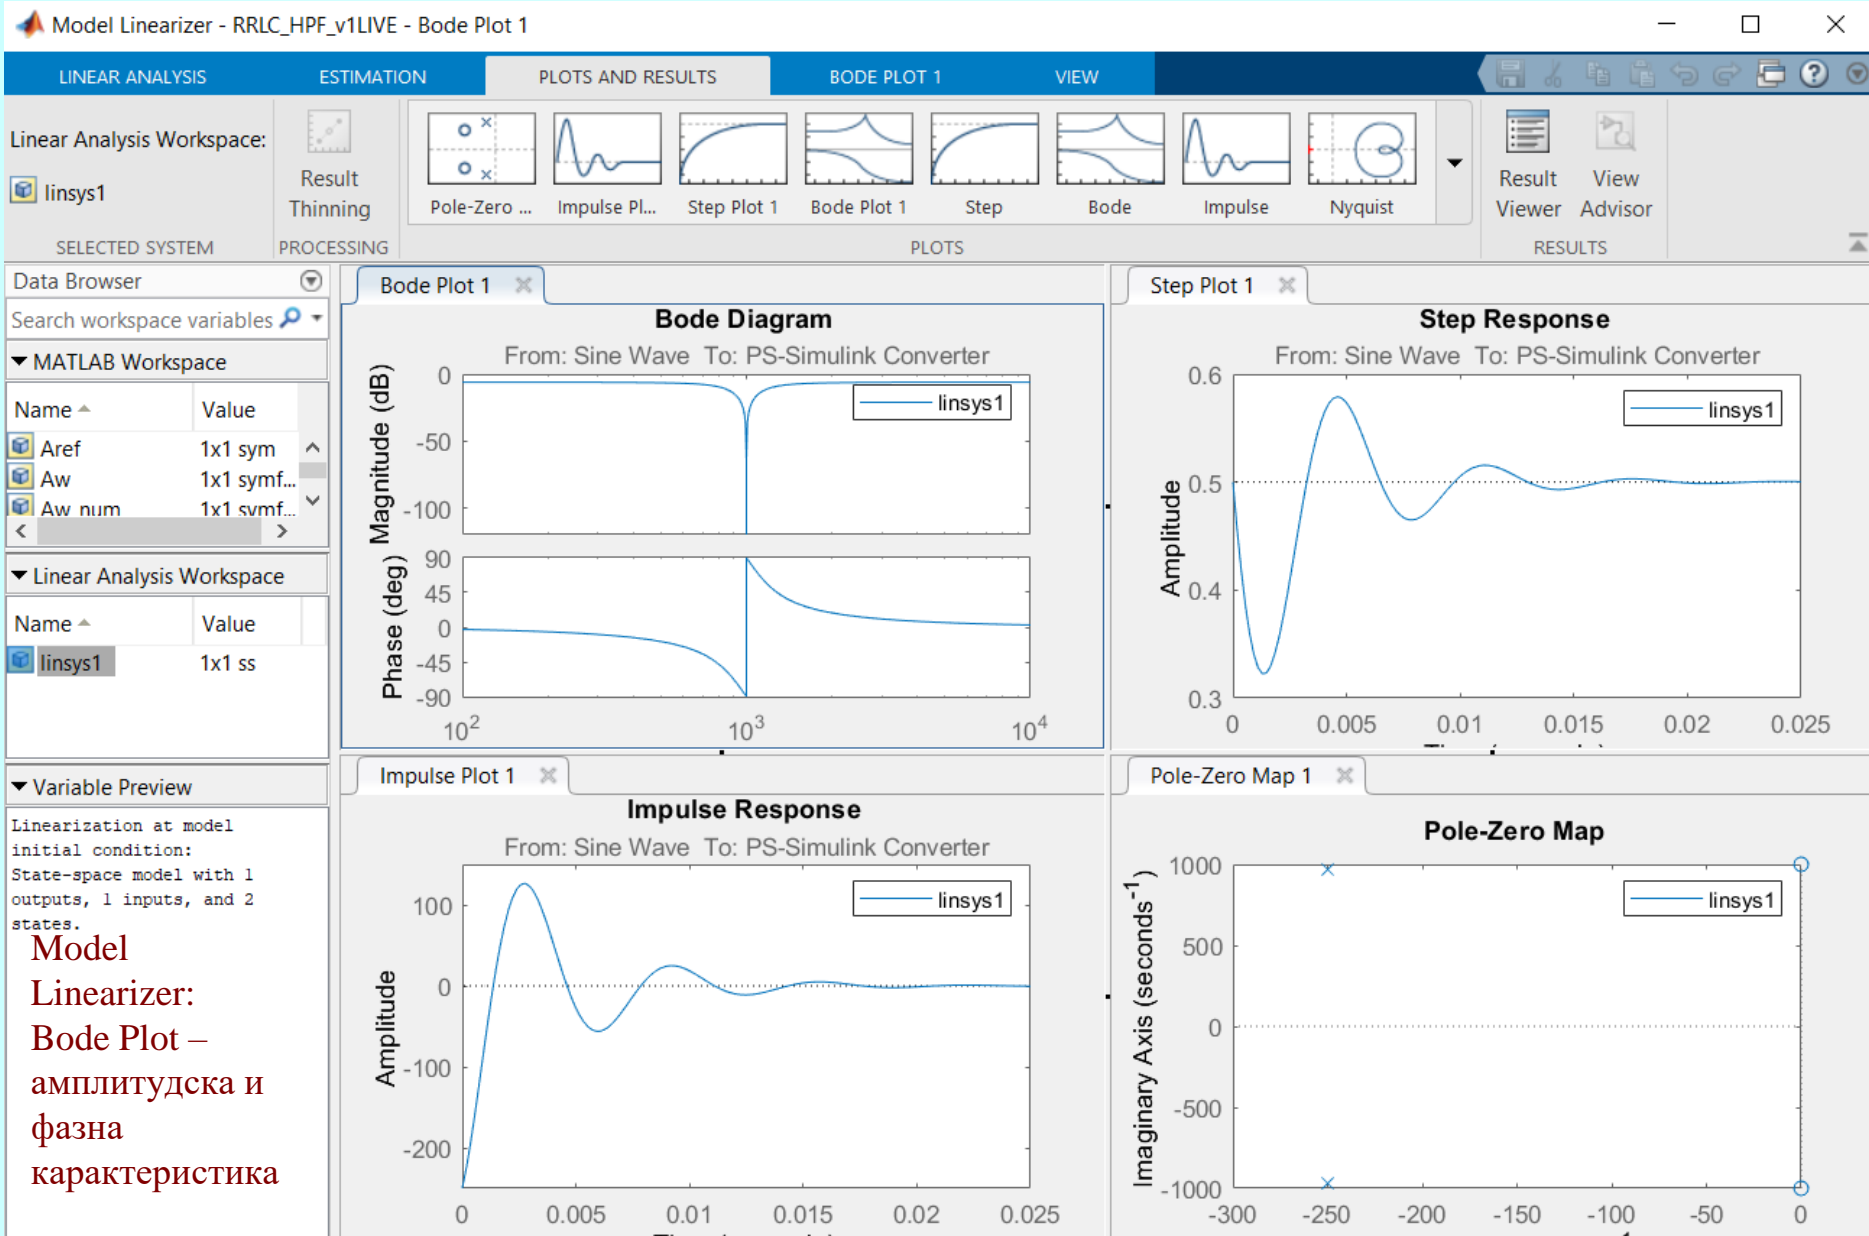 Model Linearizer - RRLC_HPF_v1LIVE - Bode Plot 1
LINEAR ANALYSIS ESTIMATION PLOTS AND RESULTS BODE PLOT 1 VIEW
Linear Analysis Workspace:
linsys1
SELECTED SYSTEM
Result
Thinning
PROCESSING
Pole-Zero ... Impulse Pl... Step Plot 1 Bode Plot 1 Step Bode Impulse Nyquist
PLOTS
Result
Viewer
View
Advisor
RESULTS
Data Browser
Search workspace variables
MATLAB Workspace
Name Value
Aref 1x1 sym
Aw 1x1 symf...
Aw num 1x1 symf...
Linear Analysis Workspace
Name Value
linsys1 1x1 ss
Variable Preview
Linearization at model
initial condition:
State-space model with 1
outputs, 1 inputs, and 2
states.
Model
Linearizer:
Bode Plot –
амплитудска и
фазна
карактеристика
Bode Plot 1
Bode Diagram
From: Sine Wave To: PS-Simulink Converter
Magnitude (dB)
0
-50
-100
linsys1
Phase (deg)
90
45
0
-45
-90
10^2 10^3 10^4
Step Plot 1
Step Response
From: Sine Wave To: PS-Simulink Converter
Amplitude
0.6
0.5
0.4
0.3
linsys1
0 0.005 0.01 0.015 0.02 0.025
Impulse Plot 1
Impulse Response
From: Sine Wave To: PS-Simulink Converter
Amplitude
100
0
-100
-200
linsys1
0 0.005 0.01 0.015 0.02 0.025
Pole-Zero Map 1
Pole-Zero Map
Imaginary Axis (seconds^-1)
1000
500
0
-500
-1000
linsys1
-300 -250 -200 -150 -100 -50 0